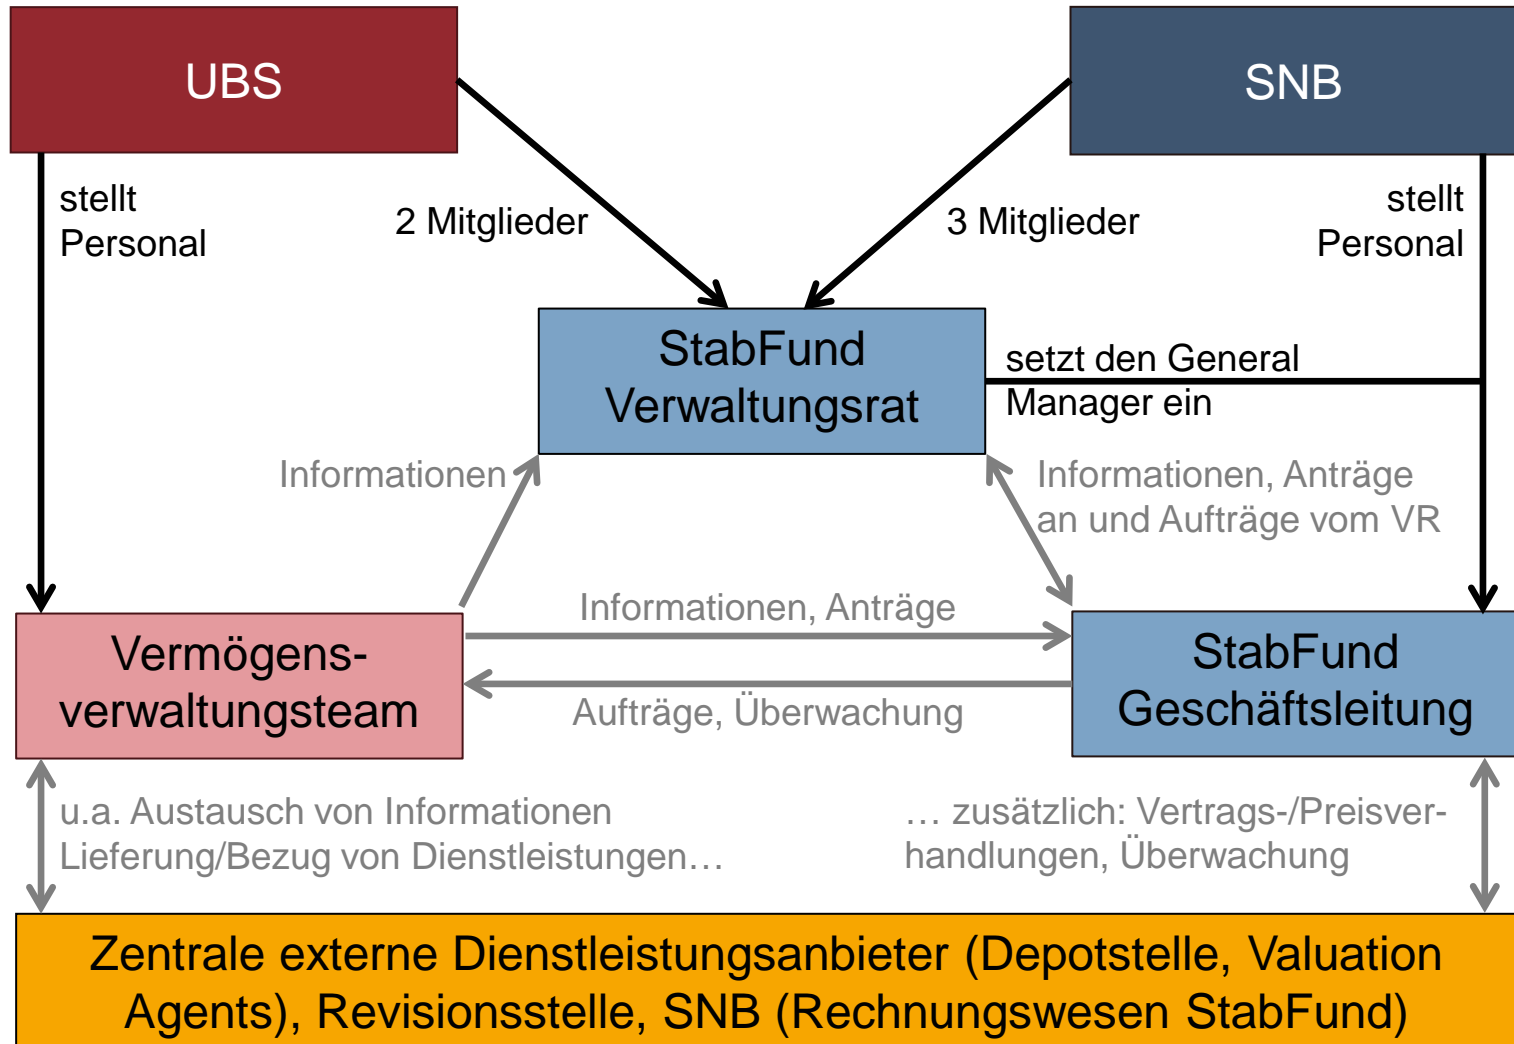 UBS
SNB
stellt
Personal
2 Mitglieder
3 Mitglieder
stellt
Personal
StabFund
Verwaltungsrat
setzt den General
Manager ein
Informationen
Informationen, Anträge
an und Aufträge vom VR
Informationen, Anträge
Vermögens-
verwaltungsteam
Aufträge, Überwachung
StabFund
Geschäftsleitung
u.a. Austausch von Informationen
Lieferung/Bezug von Dienstleistungen…
… zusätzlich: Vertrags-/Preisver-
handlungen, Überwachung
Zentrale externe Dienstleistungsanbieter (Depotstelle, Valuation
Agents), Revisionsstelle, SNB (Rechnungswesen StabFund)